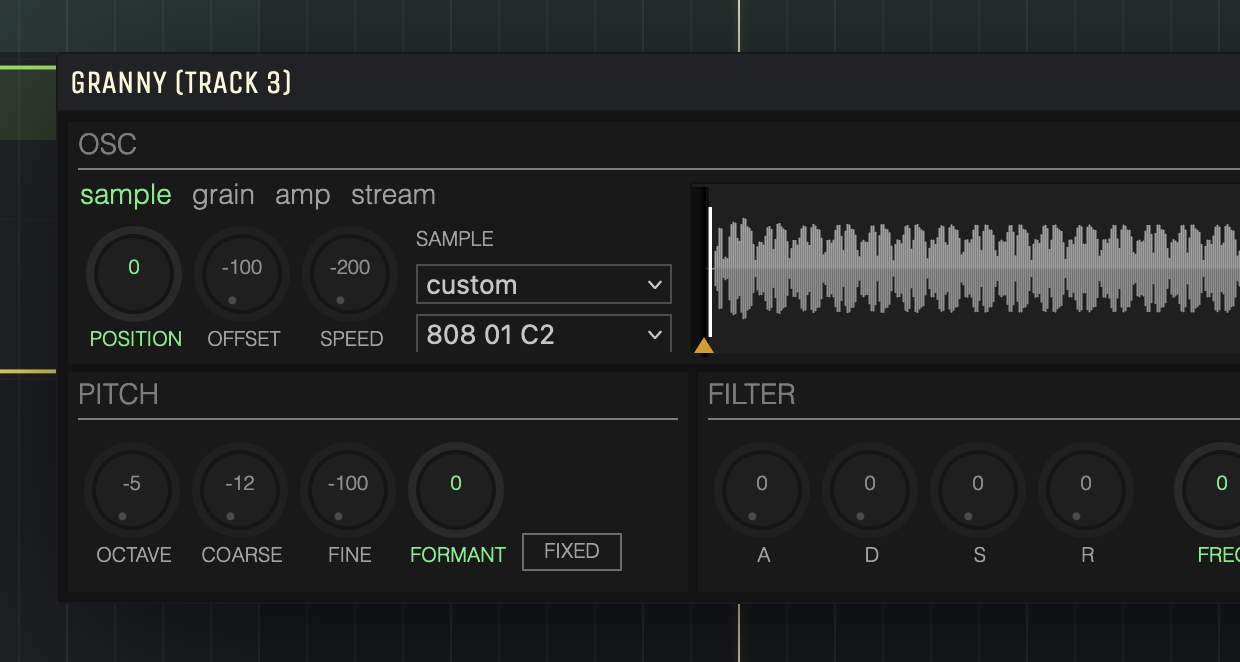 GRANNY (TRACK 3)
OSC
sample grain amp stream
SAMPLE
0 -100 -200
custom
POSITION OFFSET SPEED
808 01 C2
PITCH
-5 -12 -100 0
OCTAVE COARSE FINE FORMANT
FIXED
FILTER
0 0 0 0 0
A D S R